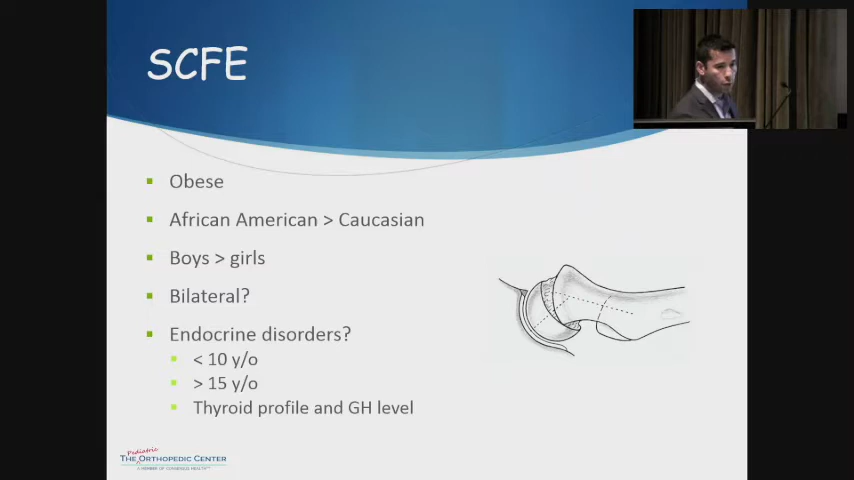 SCFE
Obese
African American > Caucasian
Boys > girls
Bilateral?
Endocrine disorders?
< 10 y/o
> 15 y/o
Thyroid profile and GH level
Pediatric
THE ORTHOPEDIC CENTER